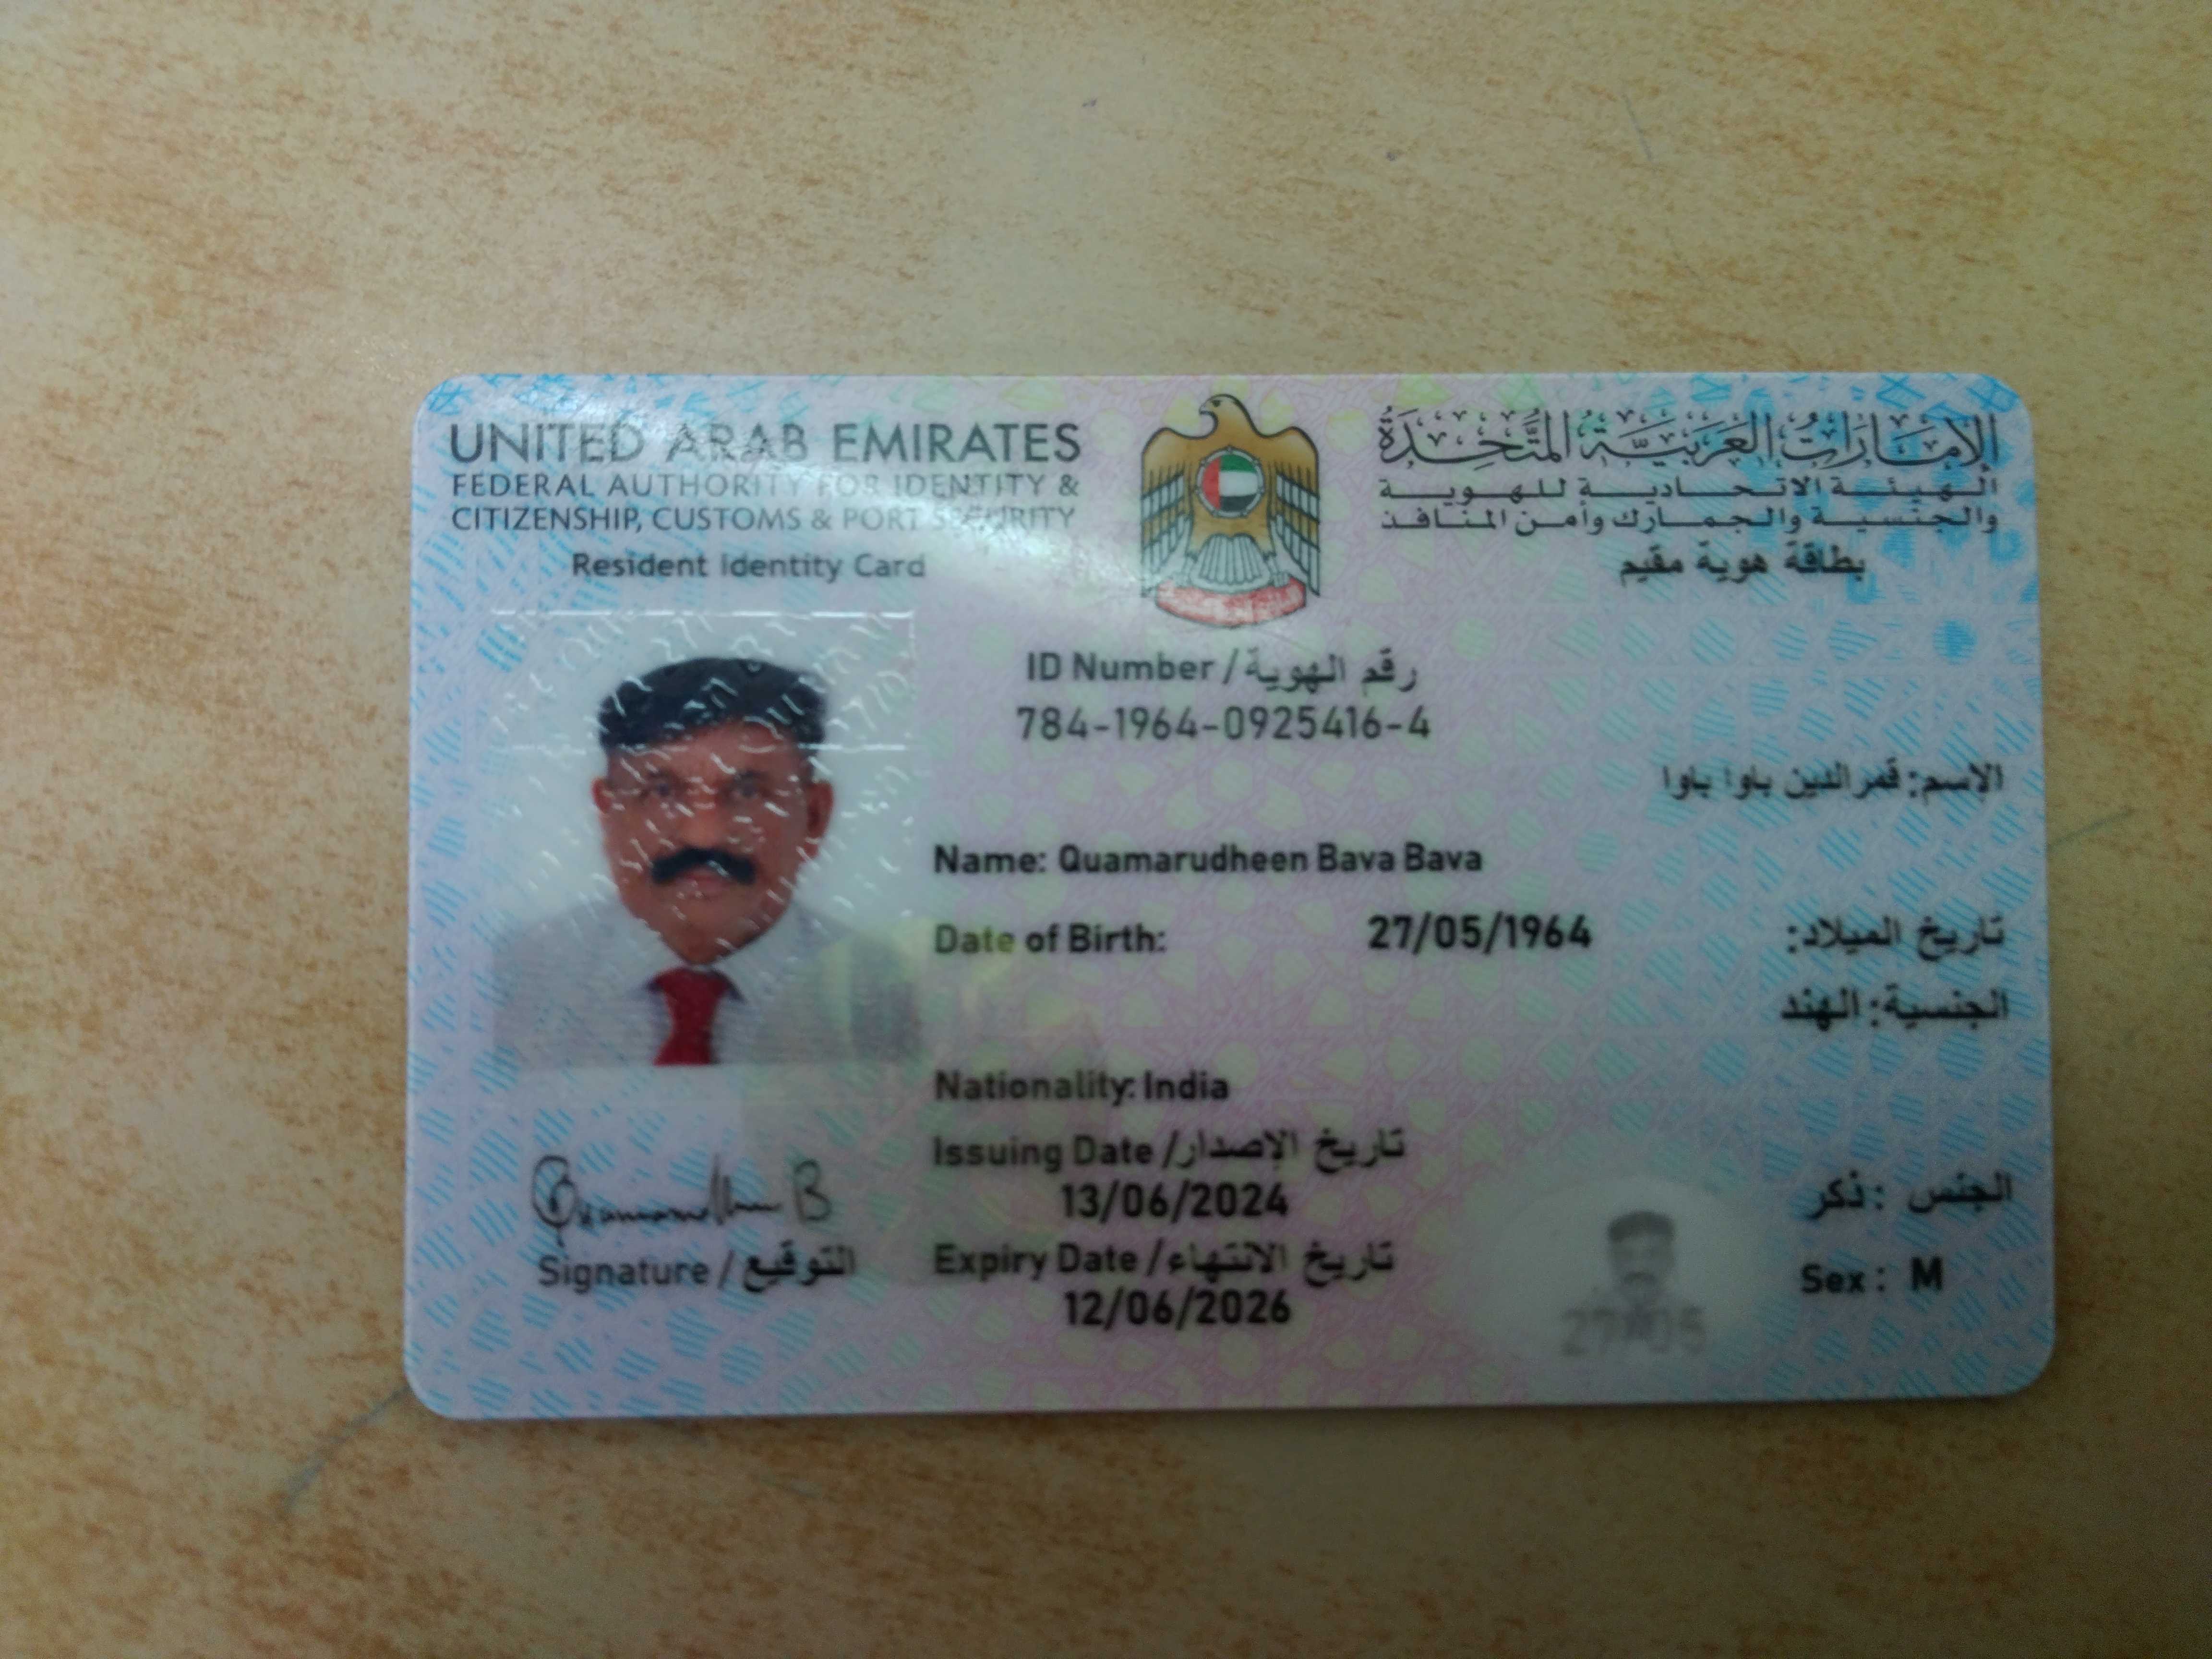 UNITED ARAB EMIRATES
FEDERAL AUTHORITY FOR IDENTITY &
CITIZENSHIP, CUSTOMS & PORT SECURITY
Resident Identity Card
الإمارات العربية المتحدة
الهيئة الاتحادية للهوية
والجنسية والجمارك وأمن المنافذ
بطاقة هوية مقيم
ID Number / رقم الهوية
784-1964-0925416-4
الإسم: قمرالدين باوا باوا
Name: Quamarudheen Bava Bava
Date of Birth: 27/05/1964 تاريخ الميلاد:
الجنسية: الهند
Nationality: India
Issuing Date / تاريخ الإصدار
13/06/2024
Expiry Date / تاريخ الانتهاء
12/06/2026
الجنس : ذكر
Sex : M
Signature / التوقيع